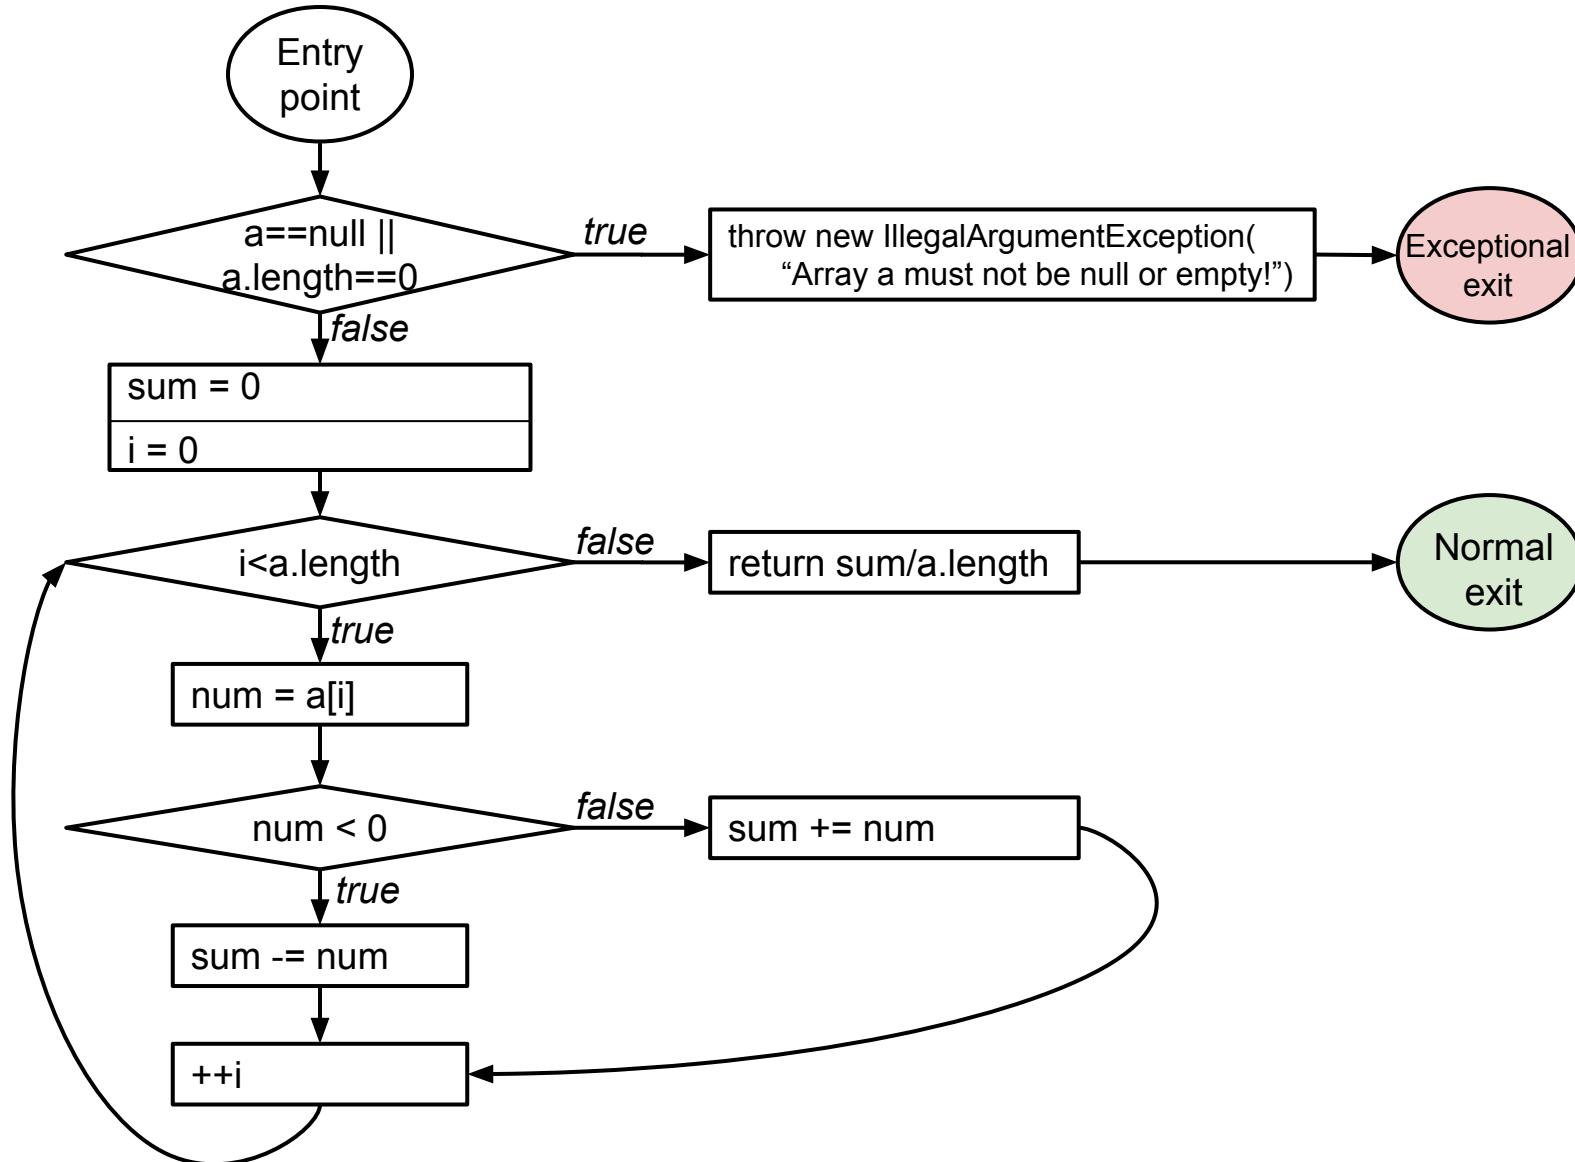 Entry
point
a==null ||
a.length==0
true
throw new IllegalArgumentException(
“Array a must not be null or empty!”)
Exceptional
exit
false
sum = 0
i = 0
i<a.length
false
return sum/a.length
Normal
exit
true
num = a[i]
num < 0
false
sum += num
true
sum -= num
++i